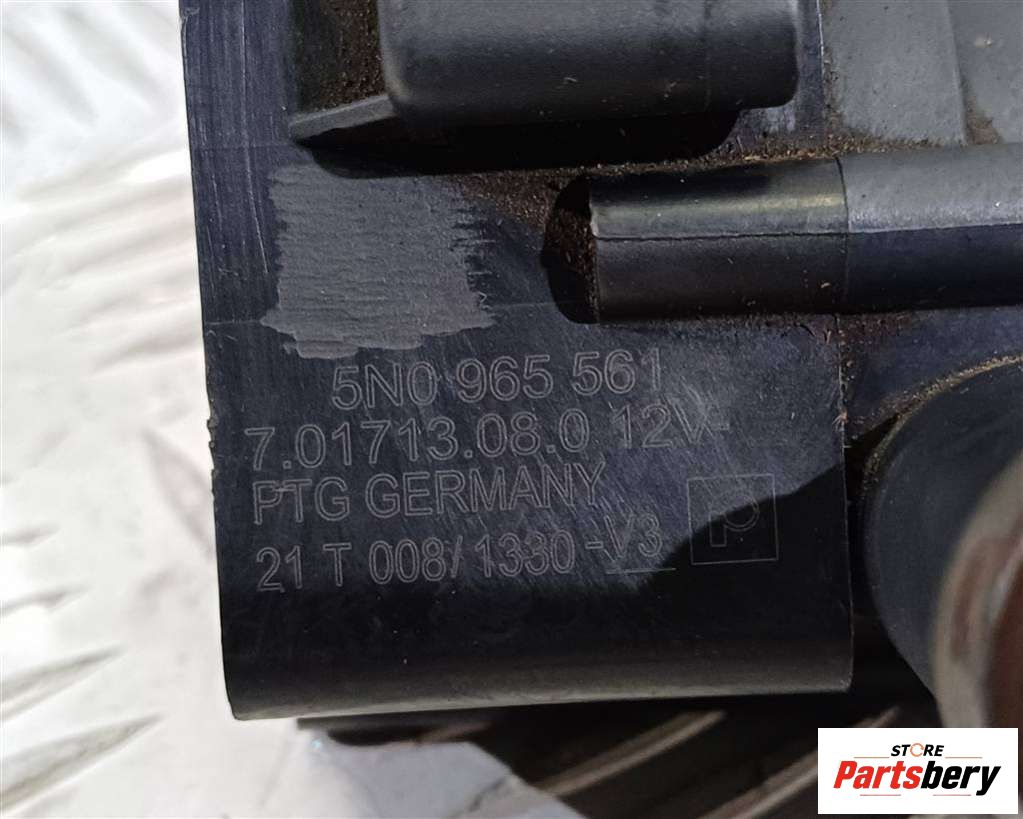 5N0 965 561
7.01713.08.0 12V-
PTG GERMANY
21 T 008/1330-V3
P
STORE
Partsbery